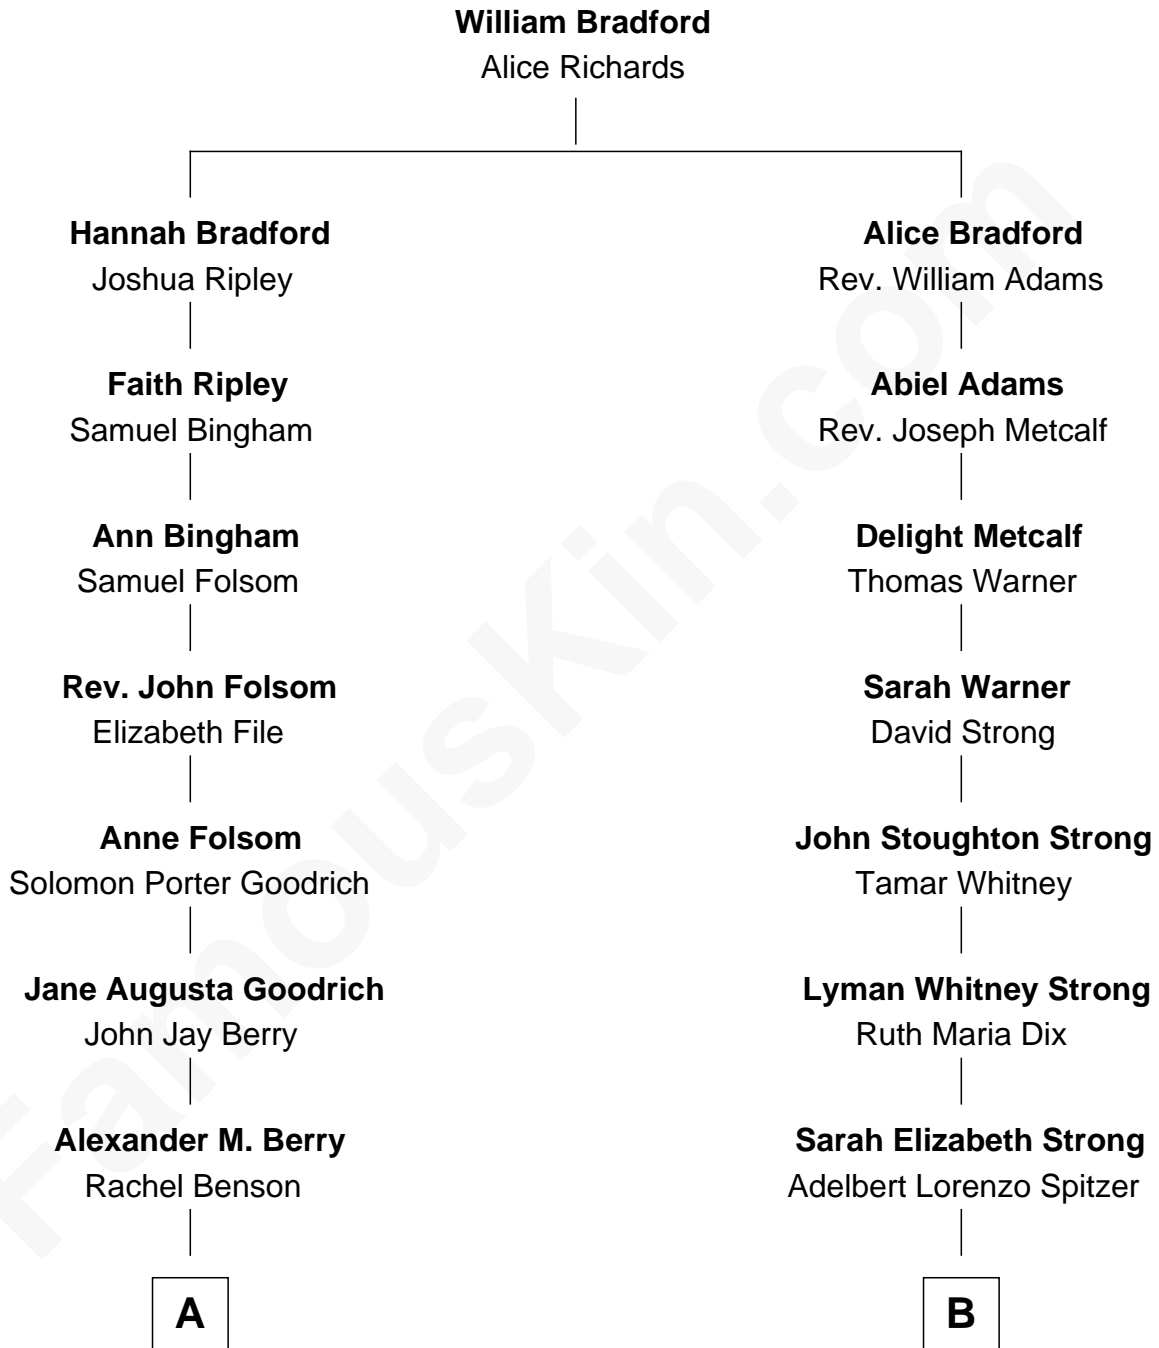 William Bradford
Alice Richards
Hannah Bradford
Joshua Ripley
Alice Bradford
Rev. William Adams
Faith Ripley
Samuel Bingham
Abiel Adams
Rev. Joseph Metcalf
Ann Bingham
Samuel Folsom
Delight Metcalf
Thomas Warner
Rev. John Folsom
Elizabeth File
Sarah Warner
David Strong
Anne Folsom
Solomon Porter Goodrich
John Stoughton Strong
Tamar Whitney
Jane Augusta Goodrich
John Jay Berry
Lyman Whitney Strong
Ruth Maria Dix
Alexander M. Berry
Rachel Benson
Sarah Elizabeth Strong
Adelbert Lorenzo Spitzer
A
B
FamousKin.com